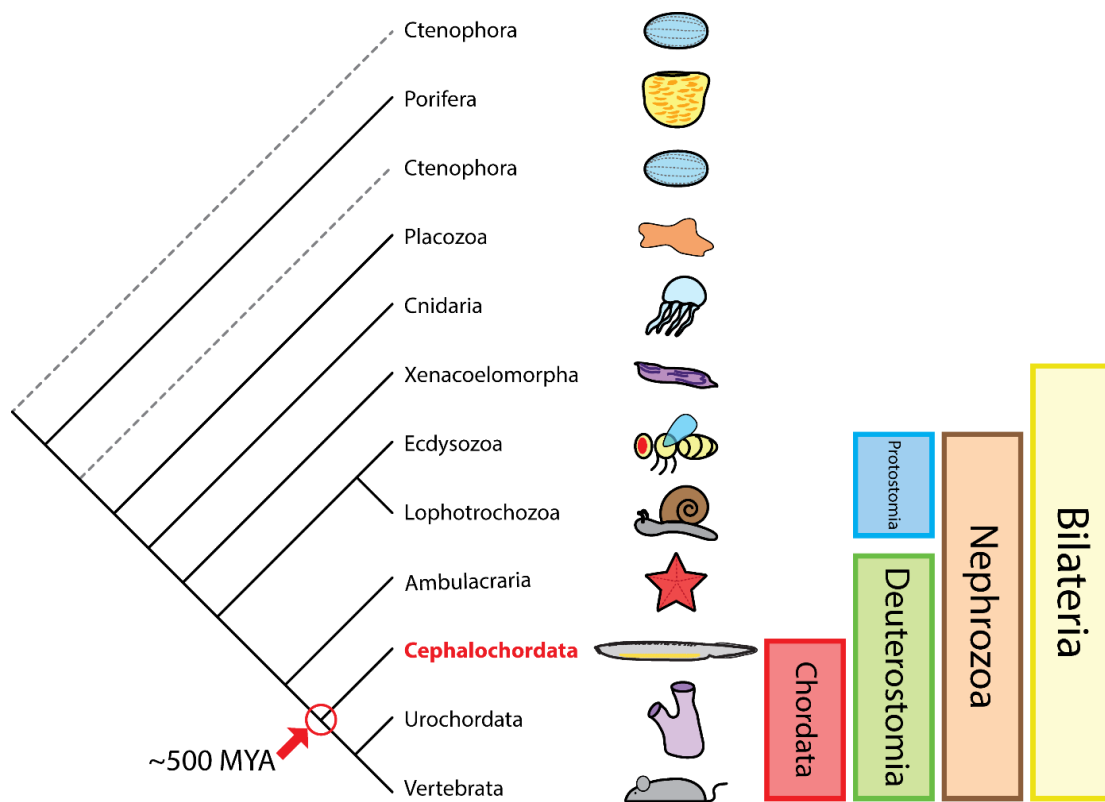 Ctenophora
Porifera
Ctenophora
Placozoa
Cnidaria
Xenacoelomorpha
Ecdysozoa
Lophotrochozoa
Ambulacraria
Cephalochordata
Urochordata
Vertebrata
~500 MYA
Chordata
Protostomia
Deuterostomia
Nephrozoa
Bilateria